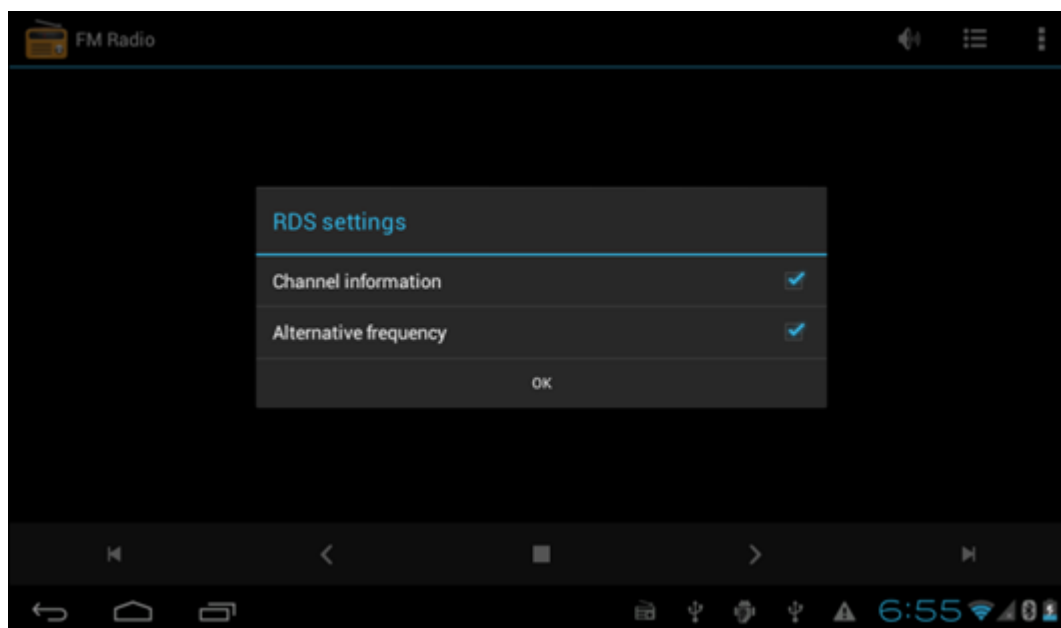 FM Radio
RDS settings
Channel information
Alternative frequency
OK
6:55